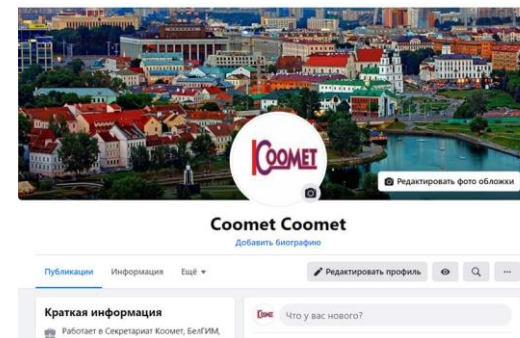 COOMET
Редактировать фото обложки
Coomet Coomet
Добавить биографию
Публикации Информация Ещё
Редактировать профиль
Краткая информация
Работает в Секретариат Коомет, БелГИМ,
COOMET
Что у вас нового?